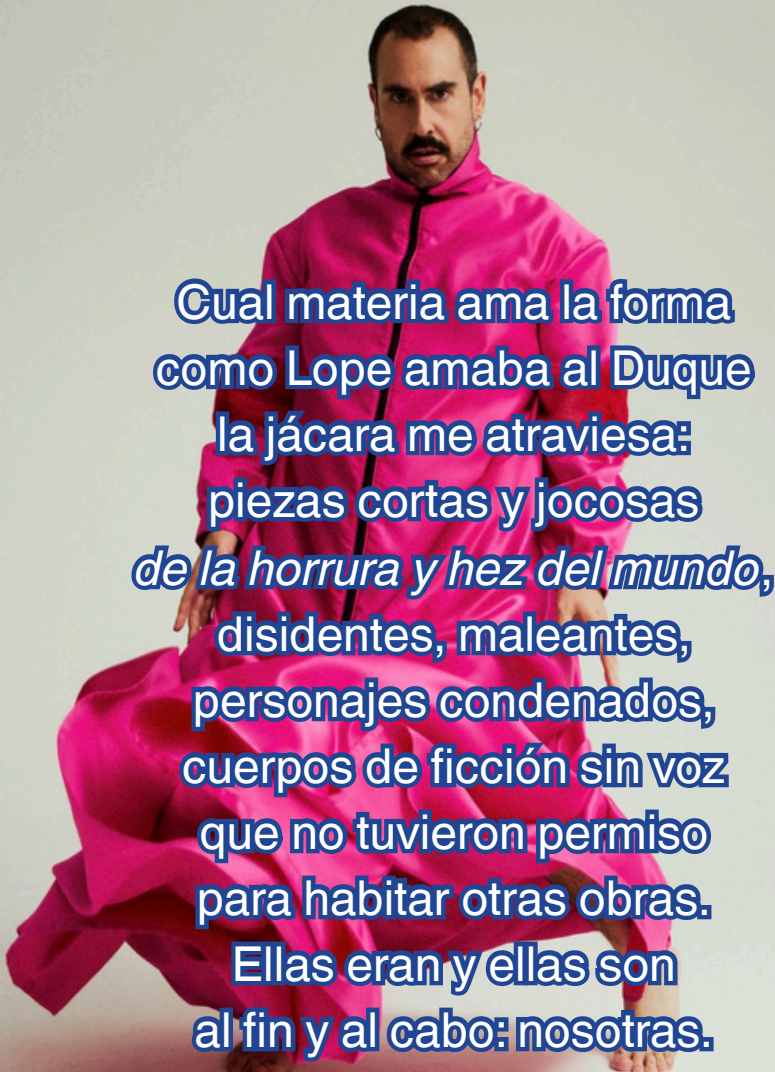 Cual materia ama la forma
como Lope amaba al Duque
la jácara me atraviesa:
piezas cortas y jocosas
de la horrura y hez del mundo,
disidentes, maleantes,
personajes condenados,
cuerpos de ficción sin voz
que no tuvieron permiso
para habitar otras obras.
Ellas eran y ellas son
al fin y al cabo: nosotras.